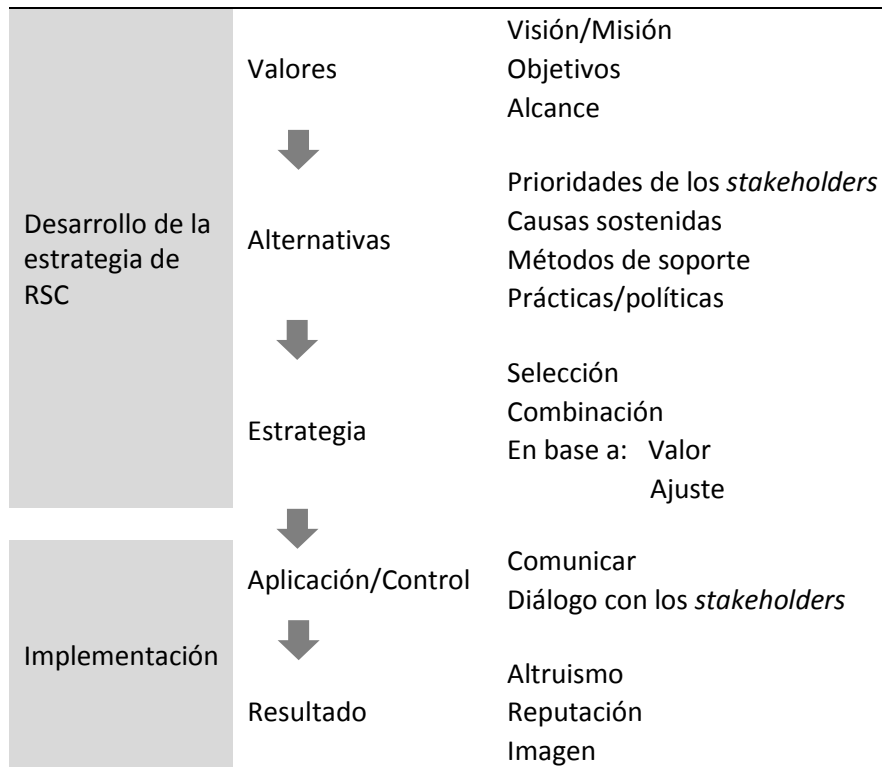 Desarrollo de la
estrategia de
RSC
Valores
Visión/Misión
Objetivos
Alcance
Alternativas
Prioridades de los stakeholders
Causas sostenidas
Métodos de soporte
Prácticas/políticas
Estrategia
Selección
Combinación
En base a: Valor
Ajuste
Implementación
Aplicación/Control
Comunicar
Diálogo con los stakeholders
Resultado
Altruismo
Reputación
Imagen